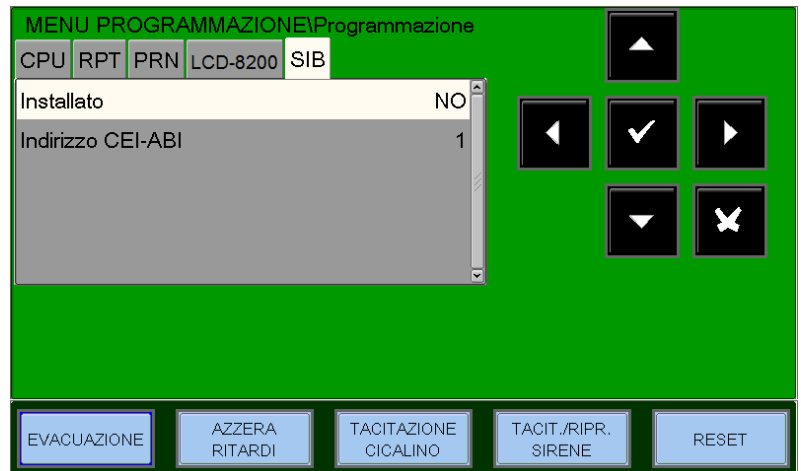 MENU PROGRAMMAZIONE\Programmazione
CPU RPT PRN LCD-8200 SIB
Installato NO
Indirizzo CEI-ABI 1
EVACUAZIONE
AZZERA
RITARDI
TACITAZIONE
CICALINO
TACIT./RIPR.
SIRENE
RESET